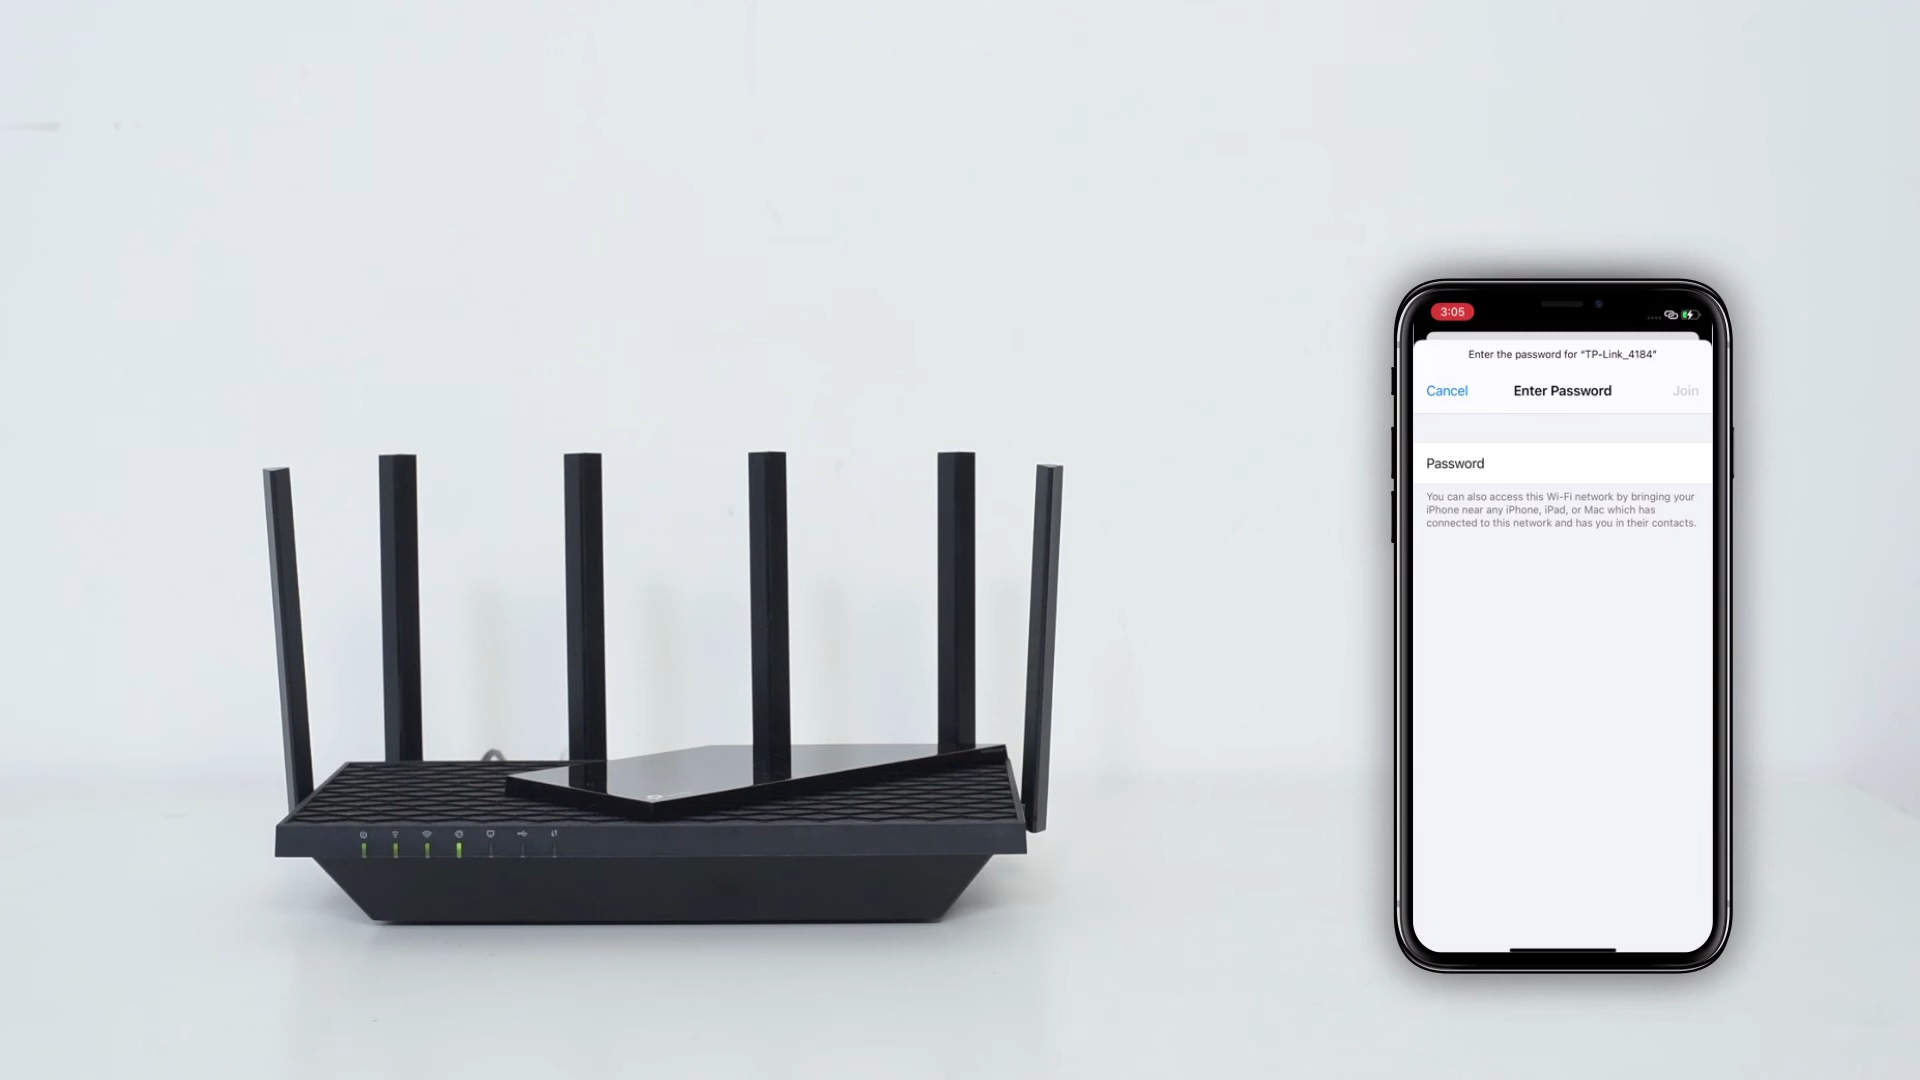 3:05
Enter the password for “TP-Link_4184”
Cancel Enter Password Join
Password
You can also access this Wi-Fi network by bringing your
iPhone near any iPhone, iPad, or Mac which has
connected to this network and has you in their contacts.